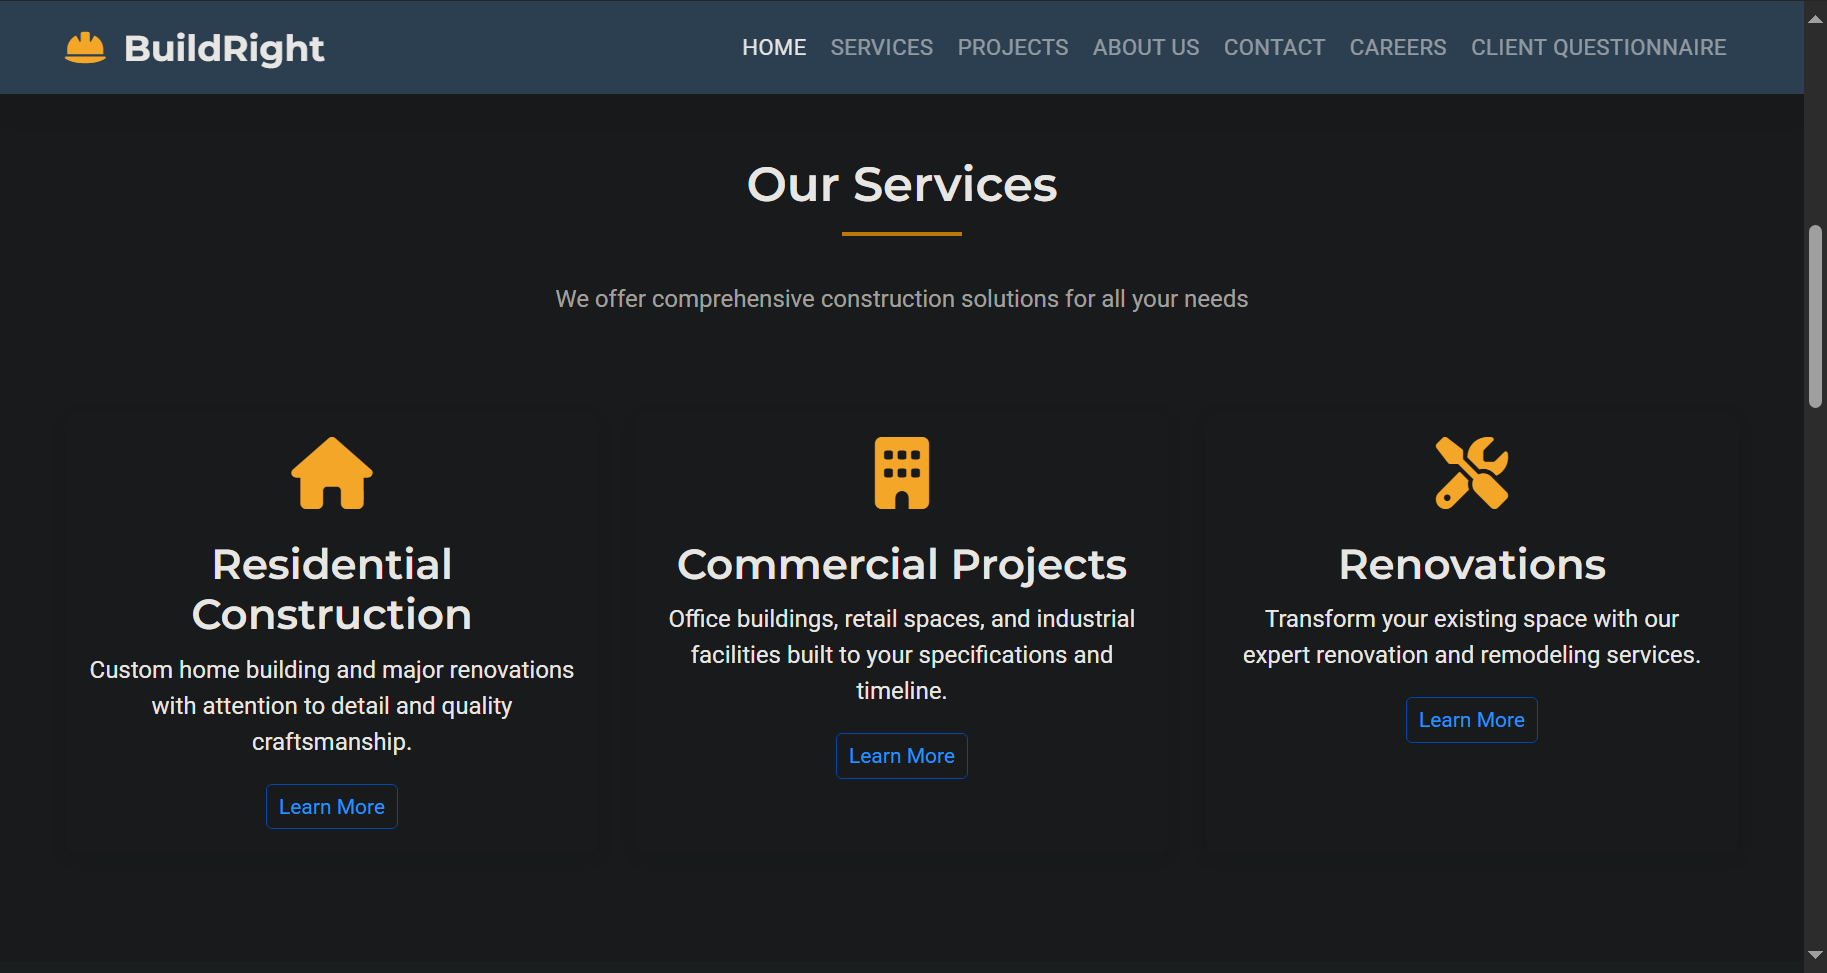 BuildRight
HOME SERVICES PROJECTS ABOUT US CONTACT CAREERS CLIENT QUESTIONNAIRE
Our Services
We offer comprehensive construction solutions for all your needs
Residential
Construction
Custom home building and major renovations
with attention to detail and quality
craftsmanship.
Learn More
Commercial Projects
Office buildings, retail spaces, and industrial
facilities built to your specifications and
timeline.
Learn More
Renovations
Transform your existing space with our
expert renovation and remodeling services.
Learn More